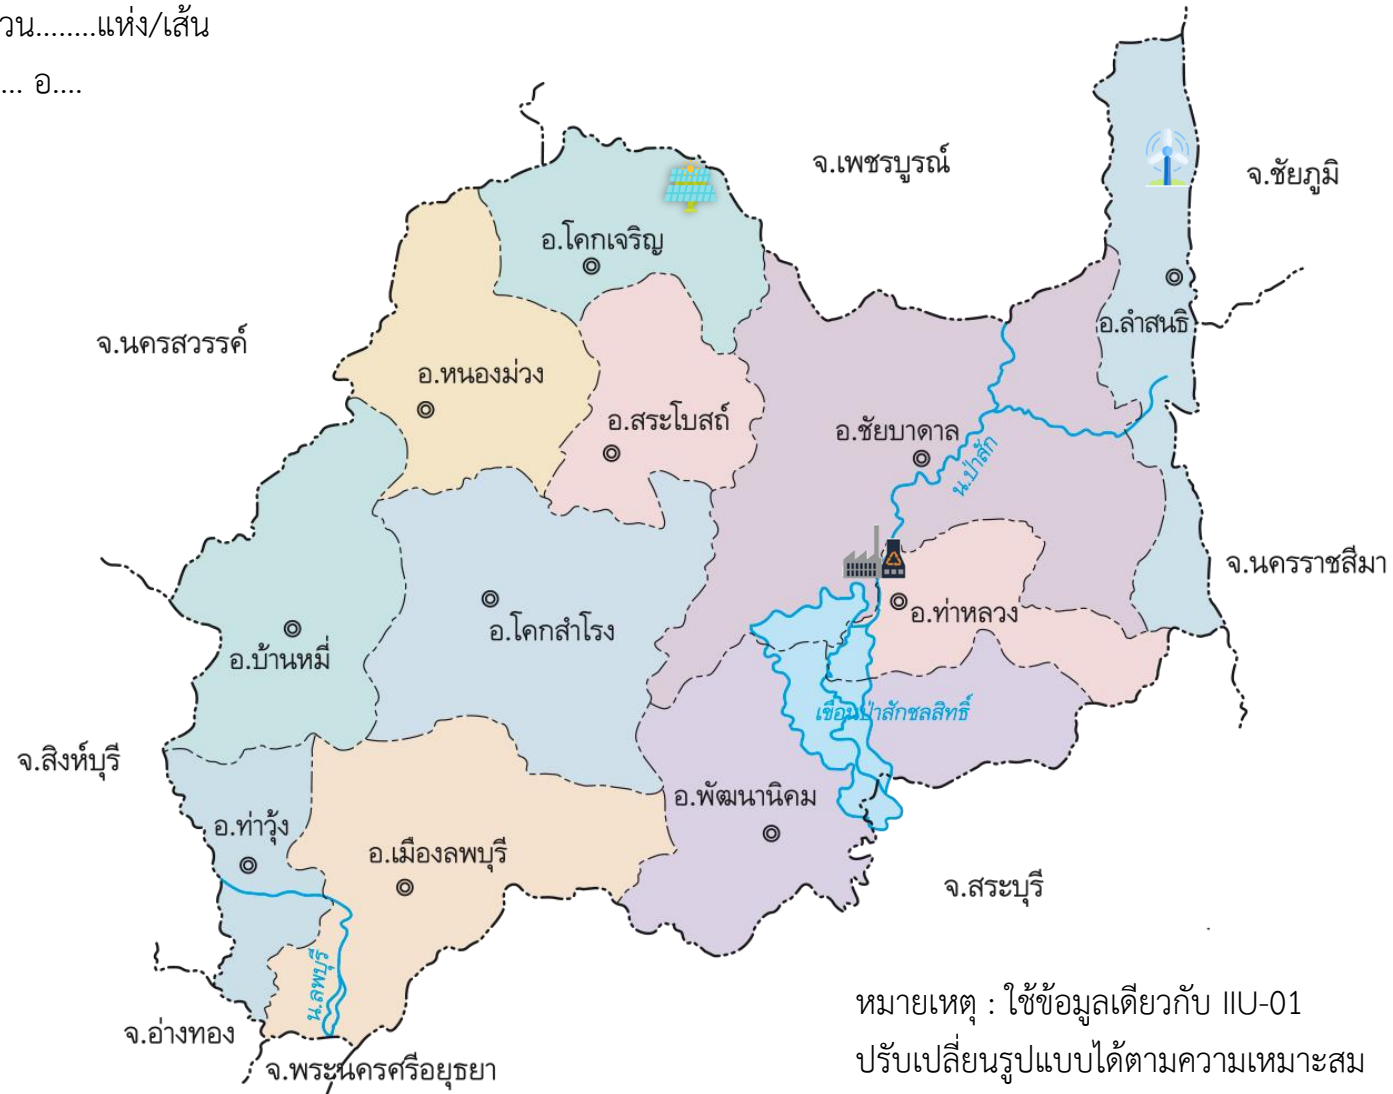 วน........แห่ง/เส้น
... อ....
จ.เพชรบูรณ์
จ.ชัยภูมิ
อ.โคกเจริญ
อ.ลำสนธิ
จ.นครสวรรค์
อ.หนองม่วง
อ.สระโบสถ์
อ.ชัยบาดาล
น.ป่าสัก
จ.นครราชสีมา
อ.ท่าหลวง
อ.โคกสำโรง
อ.บ้านหมี่
เขื่อนป่าสักชลสิทธิ์
จ.สิงห์บุรี
อ.พัฒนานิคม
อ.ท่าวุ้ง
อ.เมืองลพบุรี
จ.สระบุรี
น.ลพบุรี
จ.อ่างทอง
จ.พระนครศรีอยุธยา
หมายเหตุ : ใช้ข้อมูลเดียวกับ IIU-01
ปรับเปลี่ยนรูปแบบได้ตามความเหมาะสม